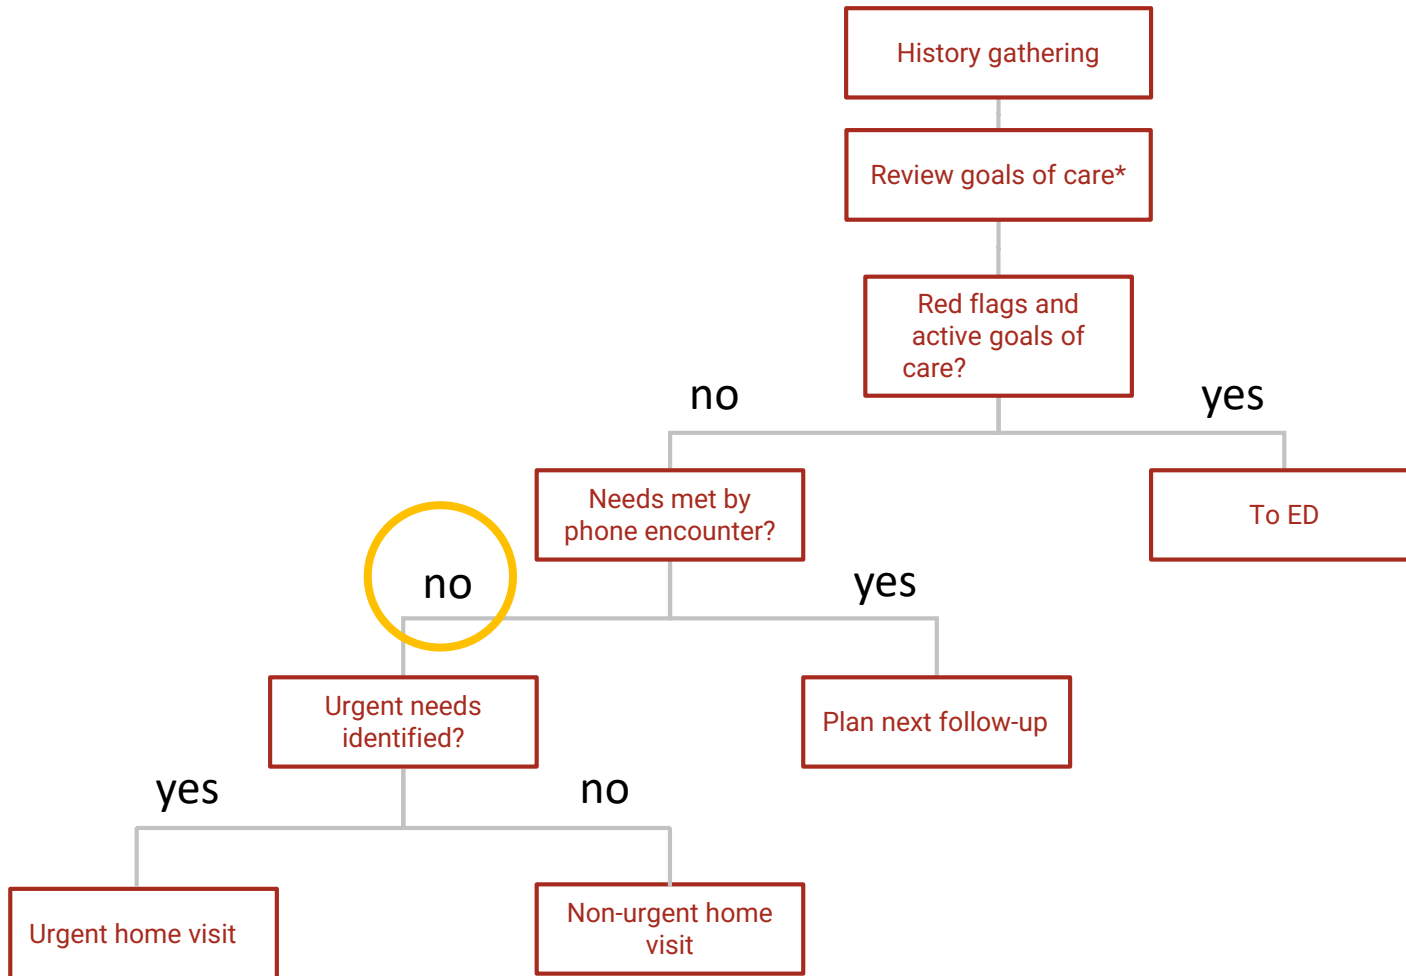 History gathering
Review goals of care*
Red flags and
active goals of
care?
no
yes
Needs met by
phone encounter?
To ED
no
yes
Urgent needs
identified?
Plan next follow-up
yes
no
Urgent home visit
Non-urgent home
visit